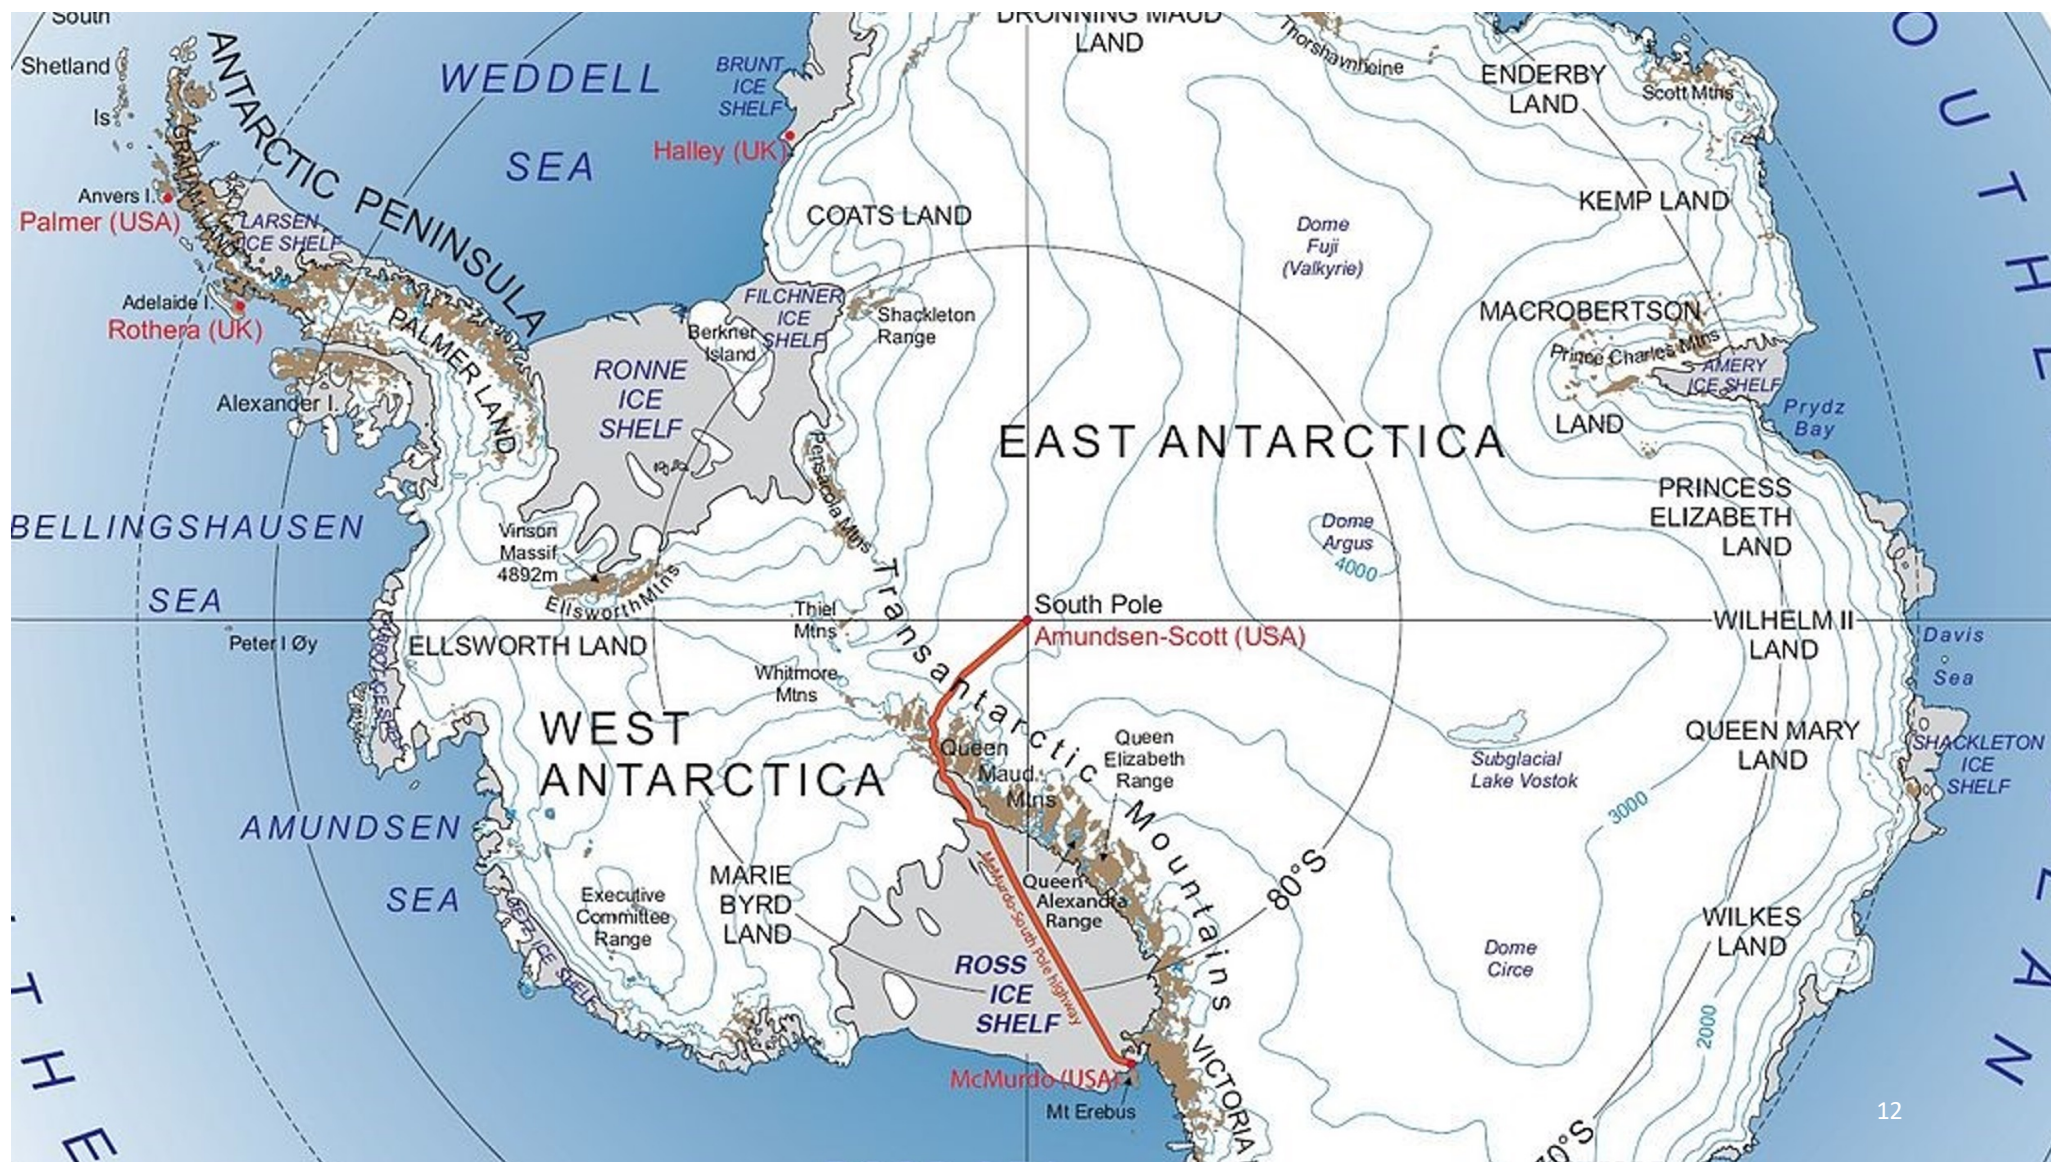 South
Shetland
Is
ANTARCTIC PENINSULA
GRAHAM LAND
Anvers I.
Palmer (USA)
LARSEN
ICE SHELF
Adelaide I.
Rothera (UK)
PALMER LAND
Alexander I.
WEDDELL
SEA
BRUNT
ICE
SHELF
Halley (UK)
COATS LAND
FILCHNER
ICE
SHELF
Berkner
Island
Shackleton
Range
RONNE
ICE
SHELF
Pensacola Mtns
DRONNING MAUD
LAND
Thorshavnheine
ENDERBY
LAND
Scott Mtns
KEMP LAND
Dome
Fuji
(Valkyrie)
MACROBERTSON
Prince Charles Mtns
AMERY
ICE SHELF
LAND
Prydz
Bay
EAST ANTARCTICA
PRINCESS
ELIZABETH
LAND
Dome
Argus
4000
BELLINGSHAUSEN
SEA
Peter I Øy
Vinson
Massif
4892m
Ellsworth Mtns
ELLSWORTH LAND
Thiel
Mtns
Whitmore
Mtns
South Pole
Amundsen-Scott (USA)
WILHELM II
LAND
Davis
Sea
Transantarctic Mountains
WEST
ANTARCTICA
Queen
Maud
Mtns
Queen
Elizabeth
Range
Subglacial
Lake Vostok
QUEEN MARY
LAND
SHACKLETON
ICE
SHELF
3000
AMUNDSEN
SEA
Executive
Committee
Range
MARIE
BYRD
LAND
GETZ ICE SHELF
Queen
Alexandra
Range
80°S
McMurdo-South Pole highway
ROSS
ICE
SHELF
Dome
Circe
WILKES
LAND
2000
McMurdo (USA)
Mt Erebus
VICTORIA
70°S
12
OUTHE
LAN
THE